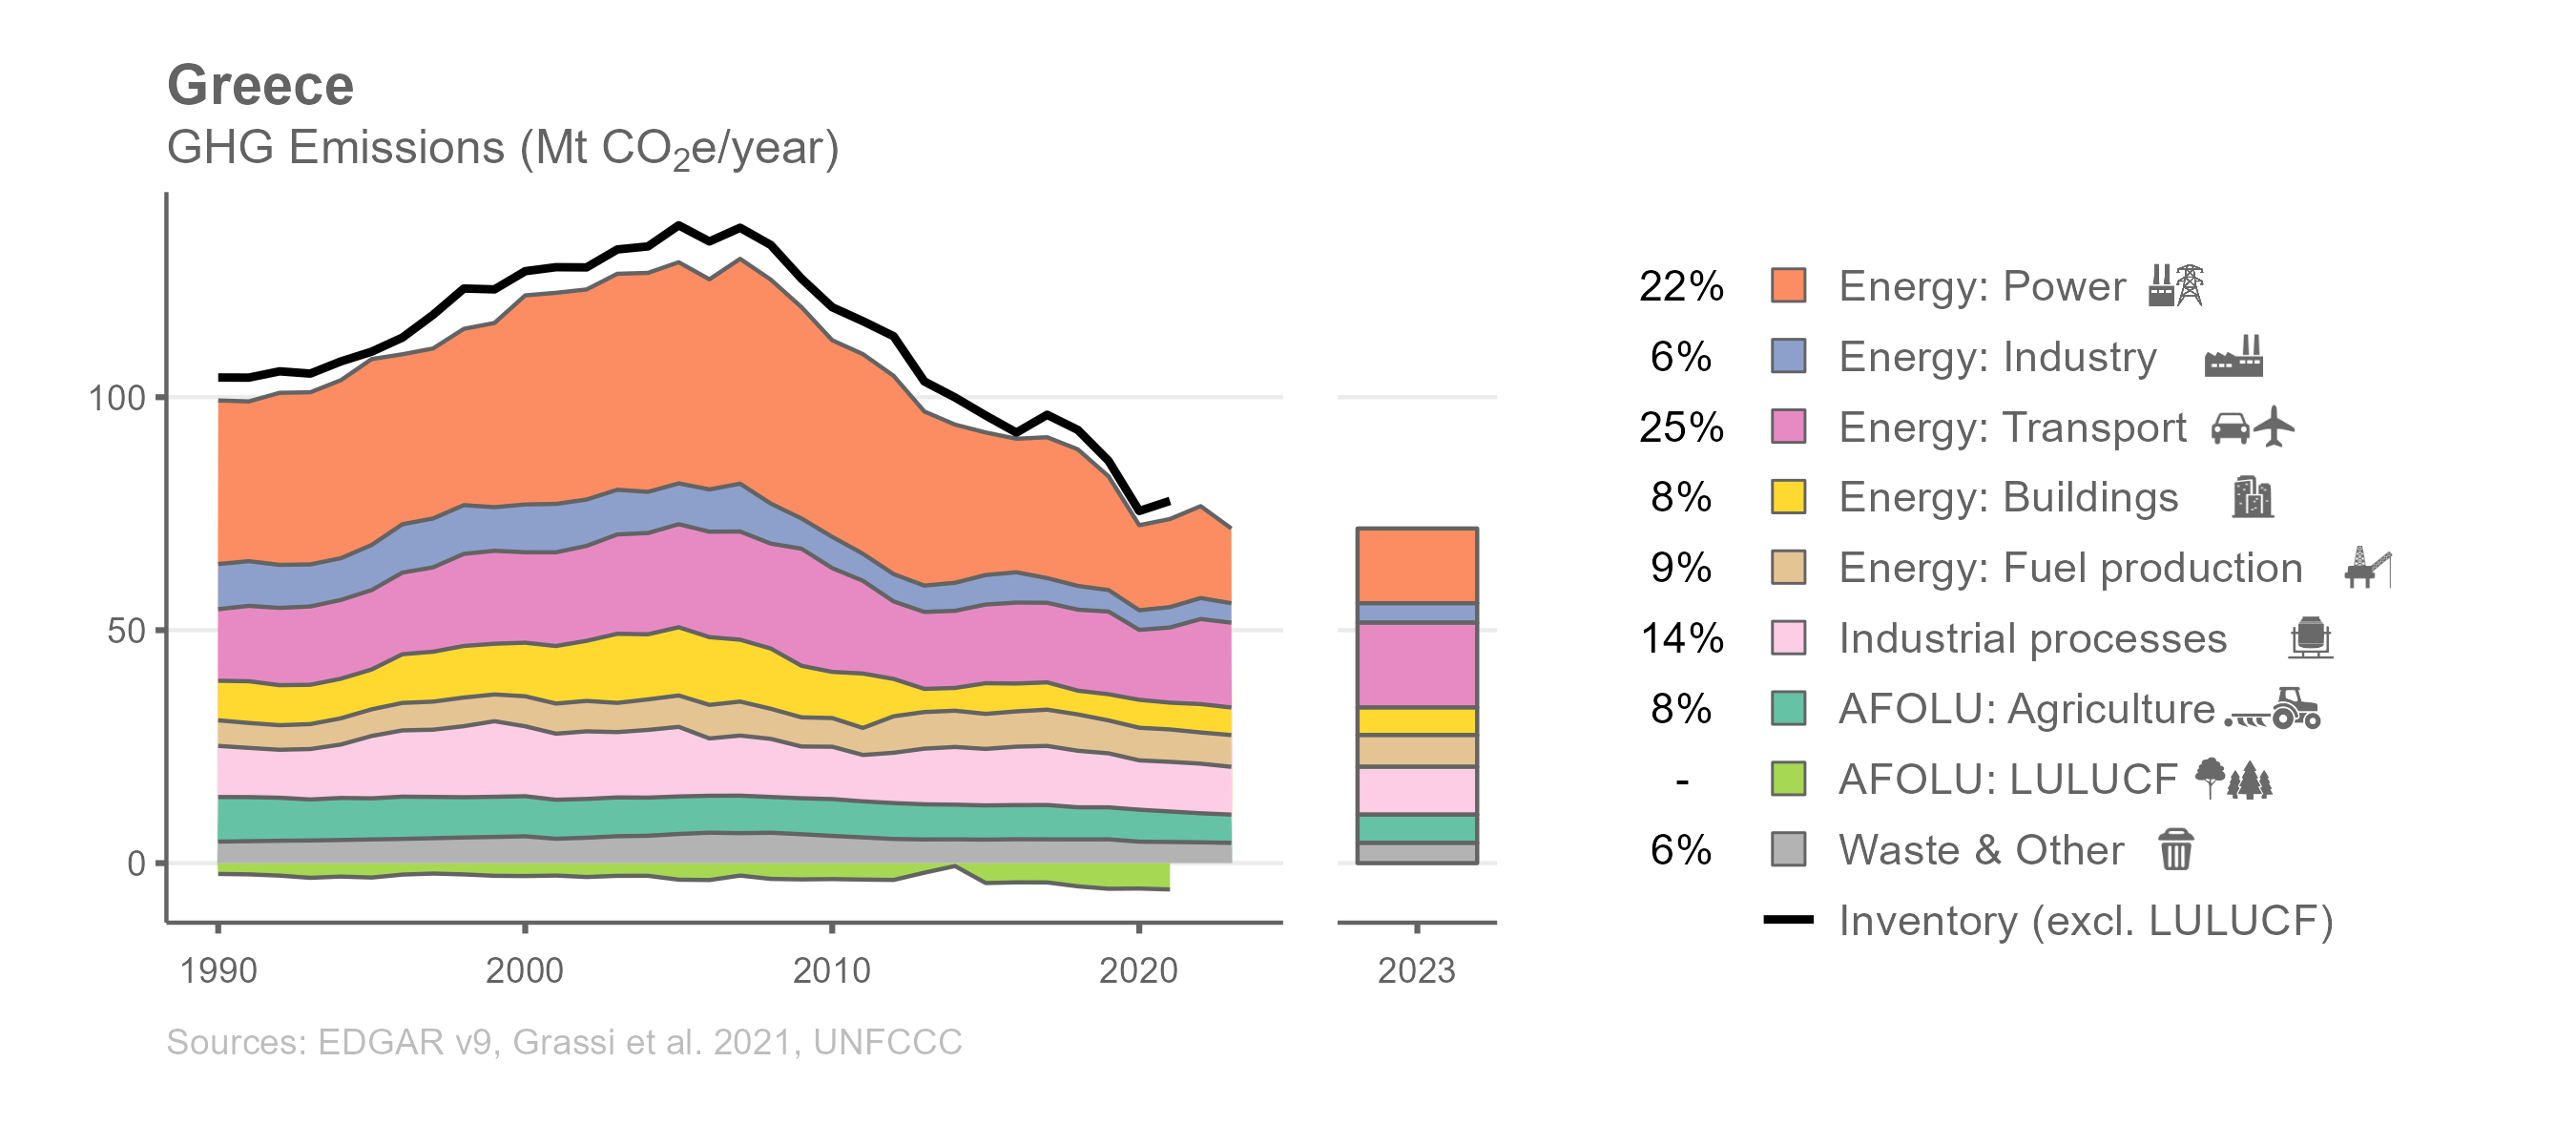 Greece
GHG Emissions (Mt CO₂e/year)
100
50
0
1990 2000 2010 2020 2023
22% Energy: Power
6% Energy: Industry
25% Energy: Transport
8% Energy: Buildings
9% Energy: Fuel production
14% Industrial processes
8% AFOLU: Agriculture
- AFOLU: LULUCF
6% Waste & Other
Inventory (excl. LULUCF)
Sources: EDGAR v9, Grassi et al. 2021, UNFCCC